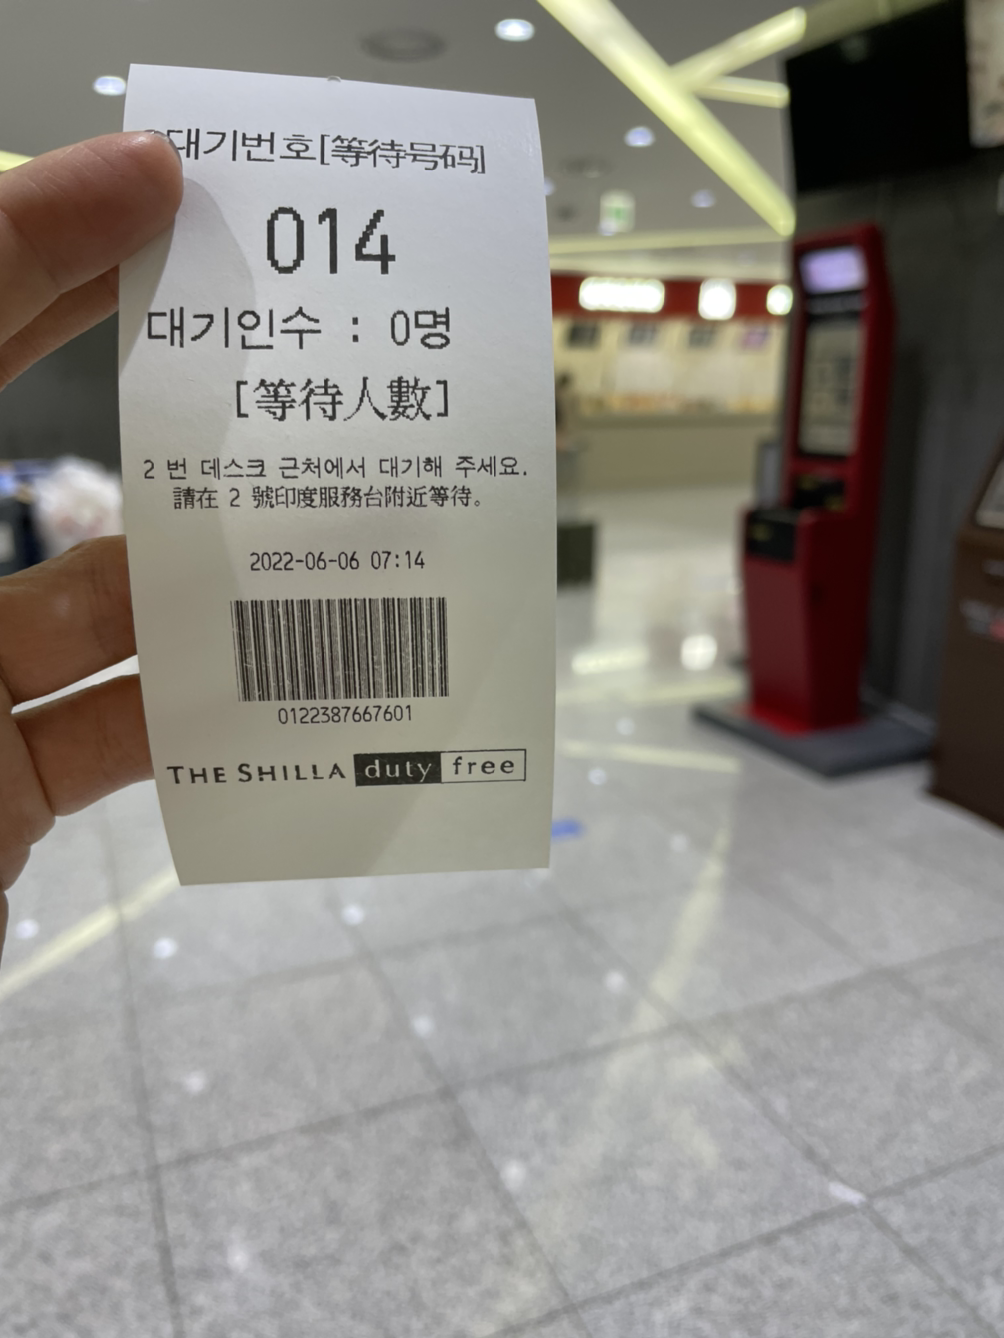 대기번호[等待号码]
014
대기인수 : 0명
[等待人數]
2 번 데스크 근처에서 대기해 주세요.
請在 2 號印度服務台附近等待。
2022-06-06 07:14
0122387667601
THE SHILLA duty free